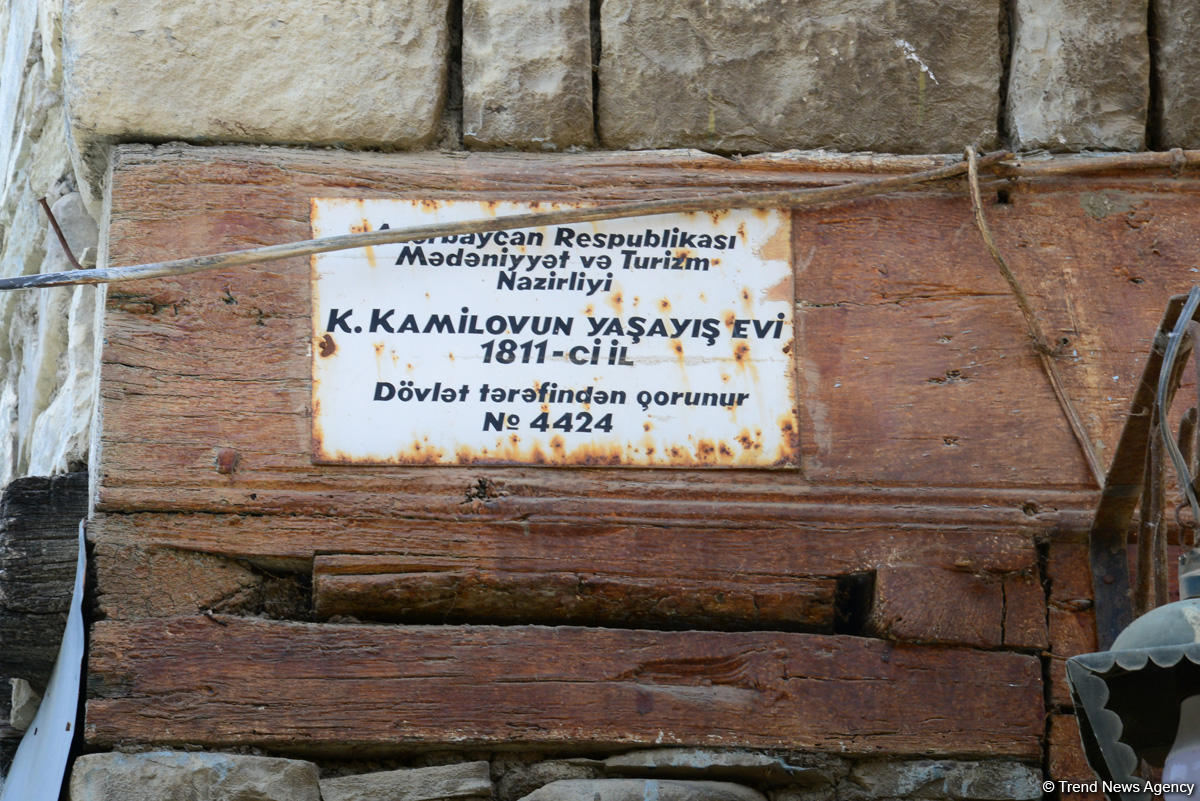 Azərbaycan Respublikası
Mədəniyyət və Turizm
Nazirliyi
K. KAMİLOVUN YAŞAYIŞ EVİ
1811-Cİ İL
Dövlət tərəfindən qorunur
№ 4424
© Trend News Agency